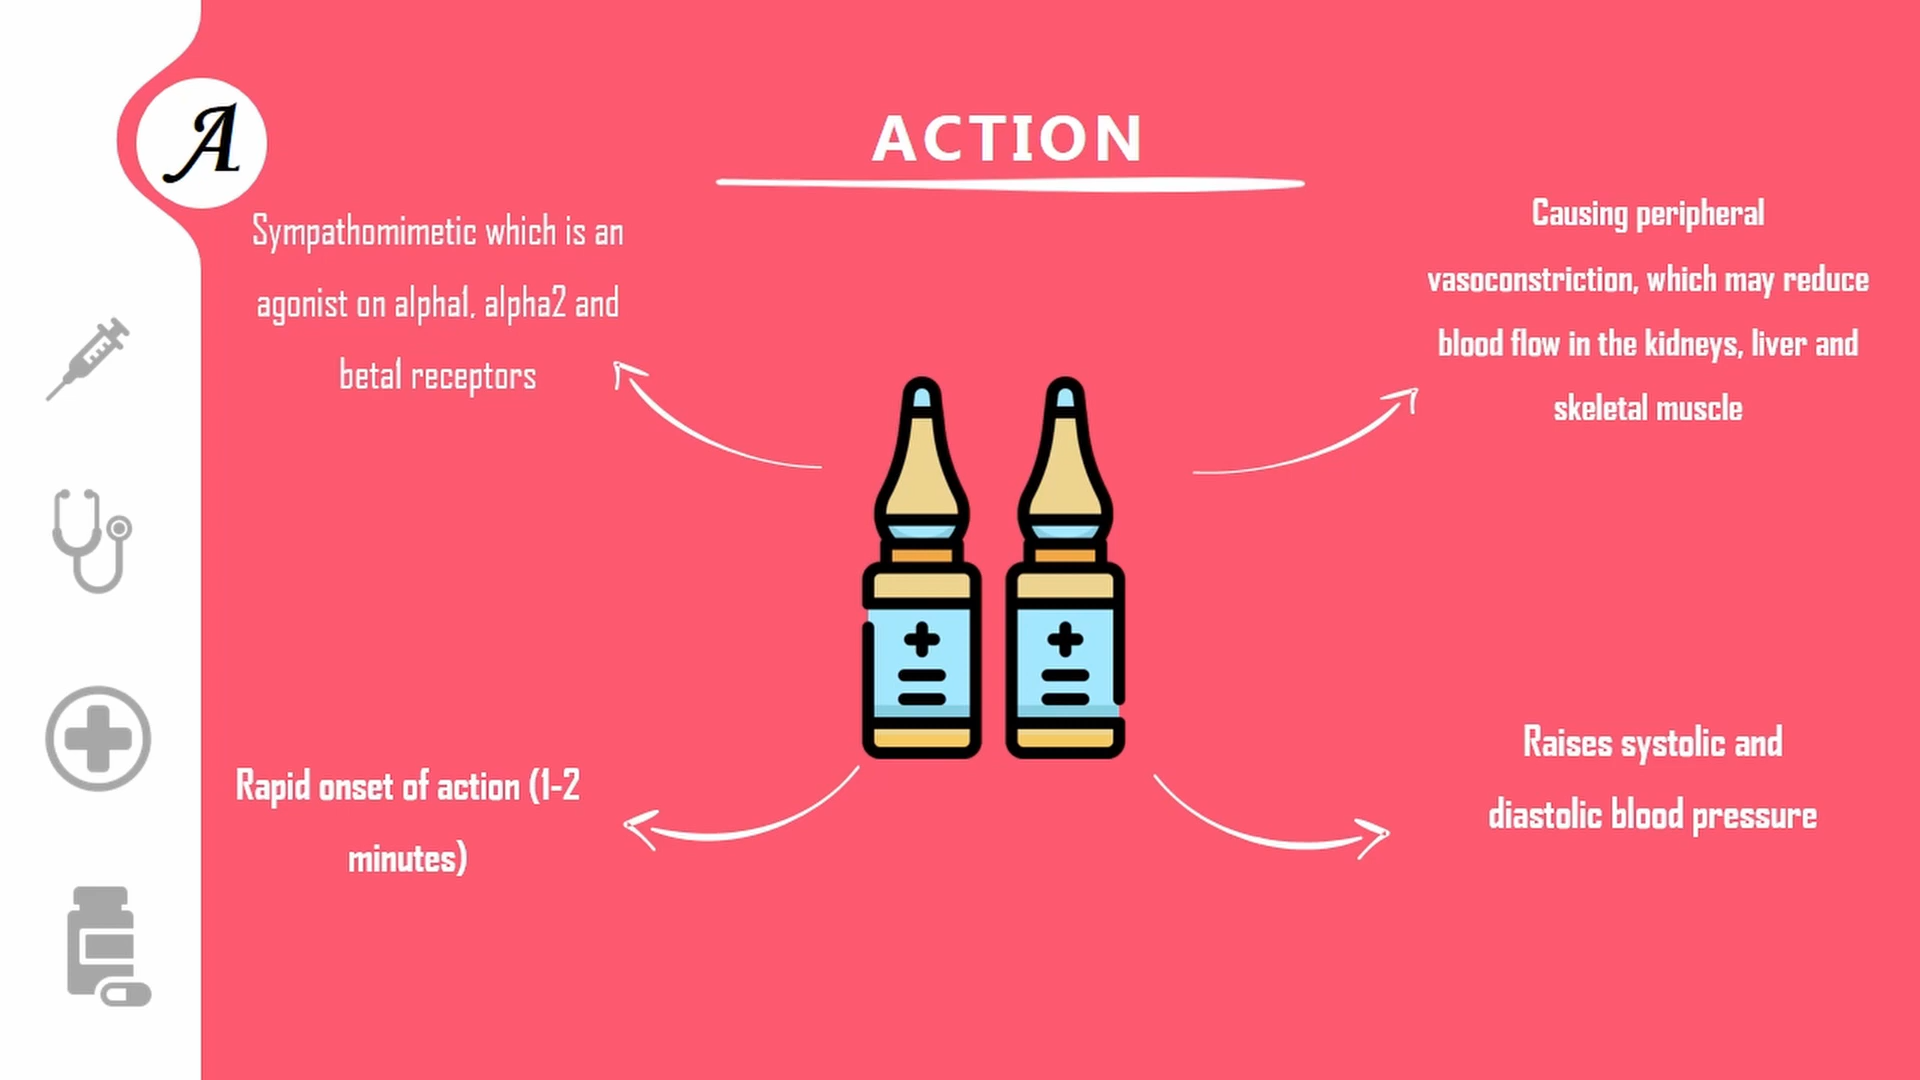 A
ACTION
Sympathomimetic which is an
agonist on alpha1, alpha2 and
beta1 receptors
Causing peripheral
vasoconstriction, which may reduce
blood flow in the kidneys, liver and
skeletal muscle
Rapid onset of action (1-2
minutes)
Raises systolic and
diastolic blood pressure